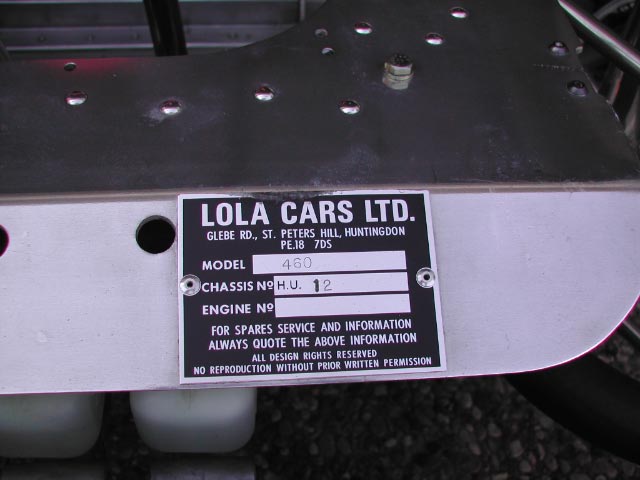 LOLA CARS LTD.
GLEBE RD., ST. PETERS HILL, HUNTINGDON
PE.18 7DS
MODEL 460
CHASSIS Nº H.U. 12
ENGINE Nº
FOR SPARES SERVICE AND INFORMATION
ALWAYS QUOTE THE ABOVE INFORMATION
ALL DESIGN RIGHTS RESERVED
NO REPRODUCTION WITHOUT PRIOR WRITTEN PERMISSION